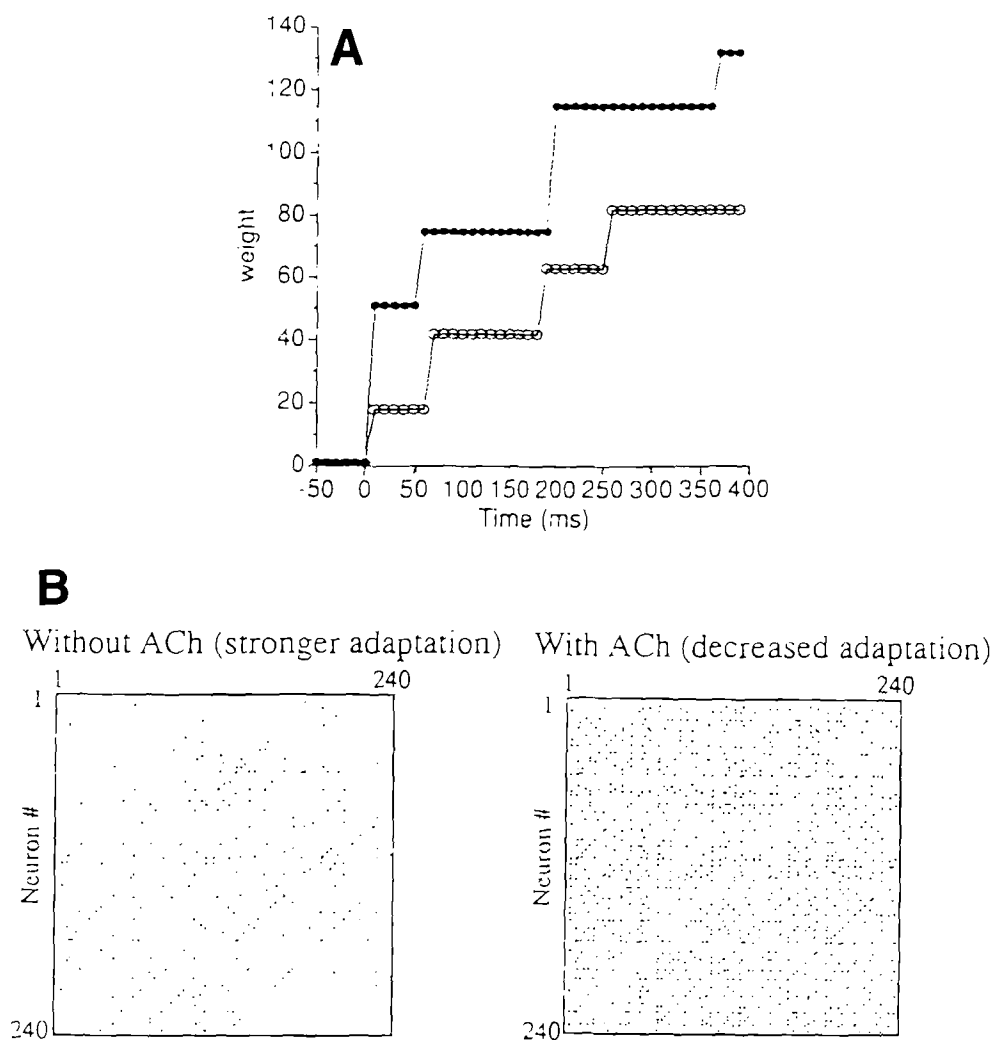 A
140
120
100
80
60
40
20
0
weight
-50 0 50 100 150 200 250 300 350 400
Time (ms)
B
Without ACh (stronger adaptation)
1 240
1
Neuron #
240
With ACh (decreased adaptation)
1 240
1
Neuron #
240